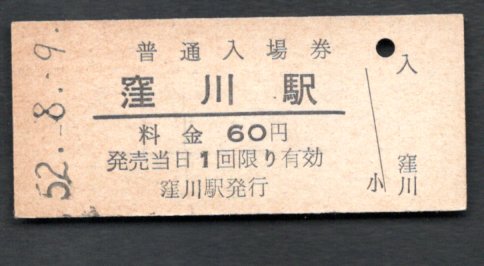 52.-8.-9.
普通入場券
窪川駅
料金 60円
発売当日1回限り有効
窪川駅発行
入
窪川
小